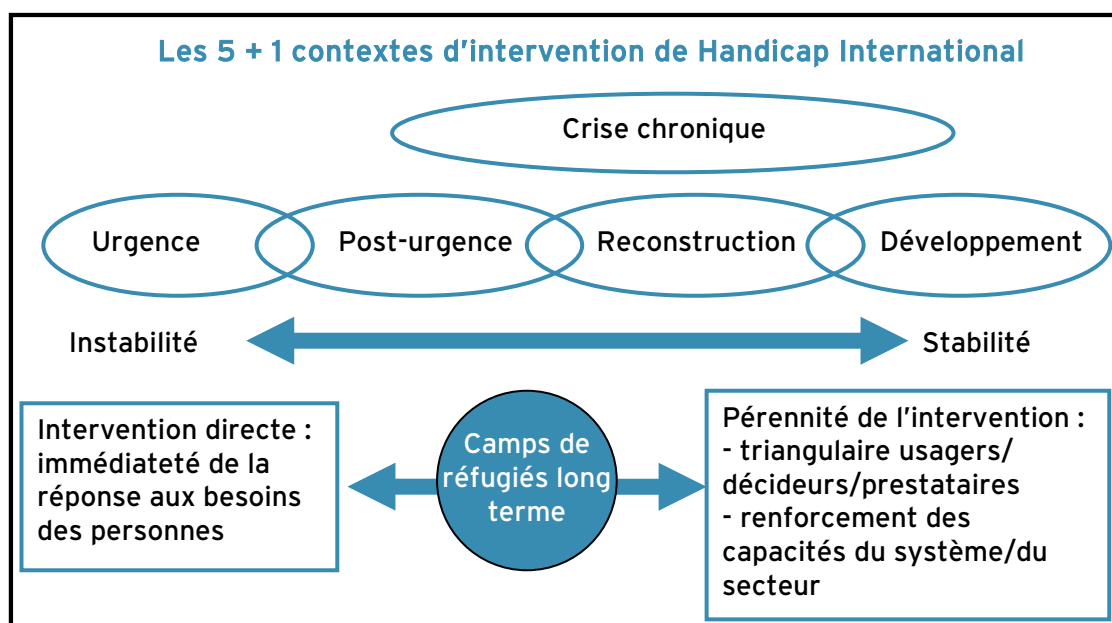 Les 5 + 1 contextes d'intervention de Handicap International
Crise chronique
Urgence
Post-urgence
Reconstruction
Développement
Instabilité
Stabilité
Intervention directe :
immédiateté de la
réponse aux besoins
des personnes
Camps de
réfugiés long
terme
Pérennité de l'intervention :
- triangulaire usagers/
décideurs/prestataires
- renforcement des
capacités du système/du
secteur